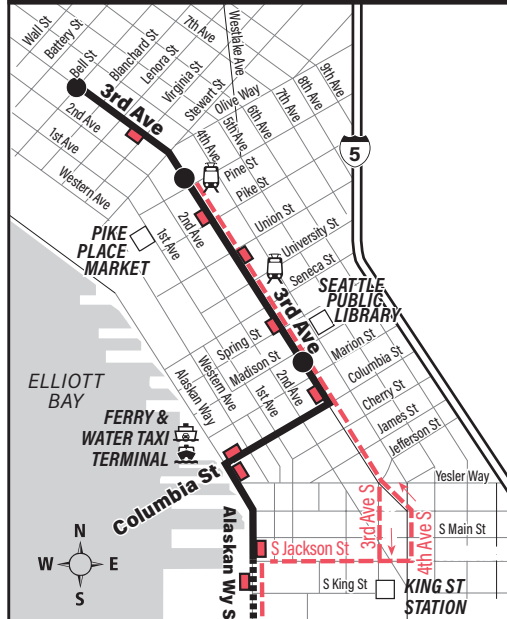 Wall St
Battery St
Bell St
Blanchard St
Lenora St
Virginia St
Stewart St
7th Ave
Westlake Ave
Olive Way
9th Ave
8th Ave
7th Ave
6th Ave
5th Ave
4th Ave
3rd Ave
2nd Ave
1st Ave
Western Ave
5
Pine St
Pike St
Union St
University St
Seneca St
PIKE
PLACE
MARKET
1st Ave
2nd Ave
3rd Ave
SEATTLE
PUBLIC
LIBRARY
Spring St
Madison St
Marion St
Columbia St
Cherry St
James St
Jefferson St
Alaskan Way
Western Ave
1st Ave
2nd Ave
ELLIOTT
BAY
FERRY &
WATER TAXI
TERMINAL
Columbia St
Yesler Way
Alaskan Wy S
3rd Ave S
4th Ave S
S Main St
S Jackson St
S King St
KING ST
STATION
N
W E
S